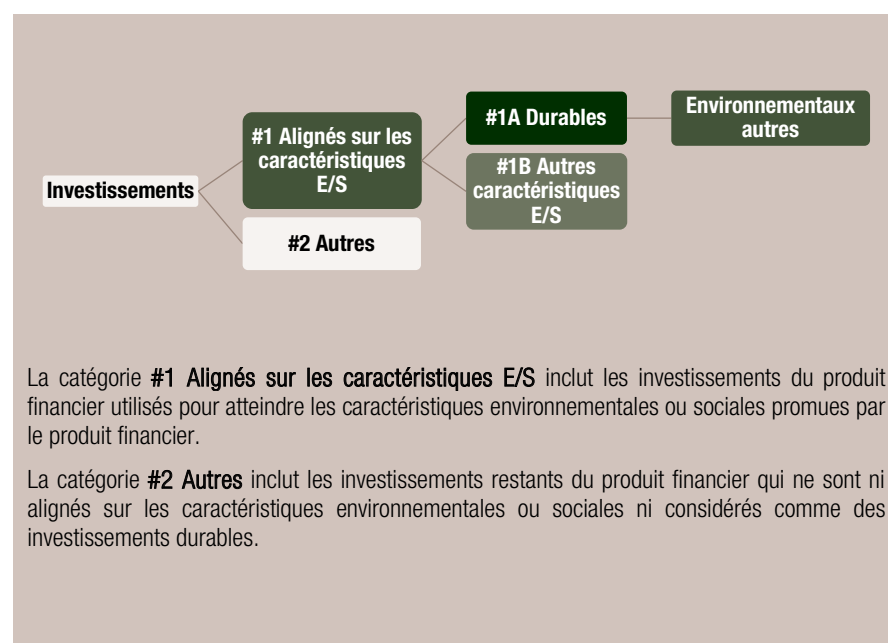 Investissements
#1 Alignés sur les
caractéristiques
E/S
#2 Autres
#1A Durables
#1B Autres
caractéristiques
E/S
Environnementaux
autres
La catégorie #1 Alignés sur les caractéristiques E/S inclut les investissements du produit
financier utilisés pour atteindre les caractéristiques environnementales ou sociales promues par
le produit financier.
La catégorie #2 Autres inclut les investissements restants du produit financier qui ne sont ni
alignés sur les caractéristiques environnementales ou sociales ni considérés comme des
investissements durables.